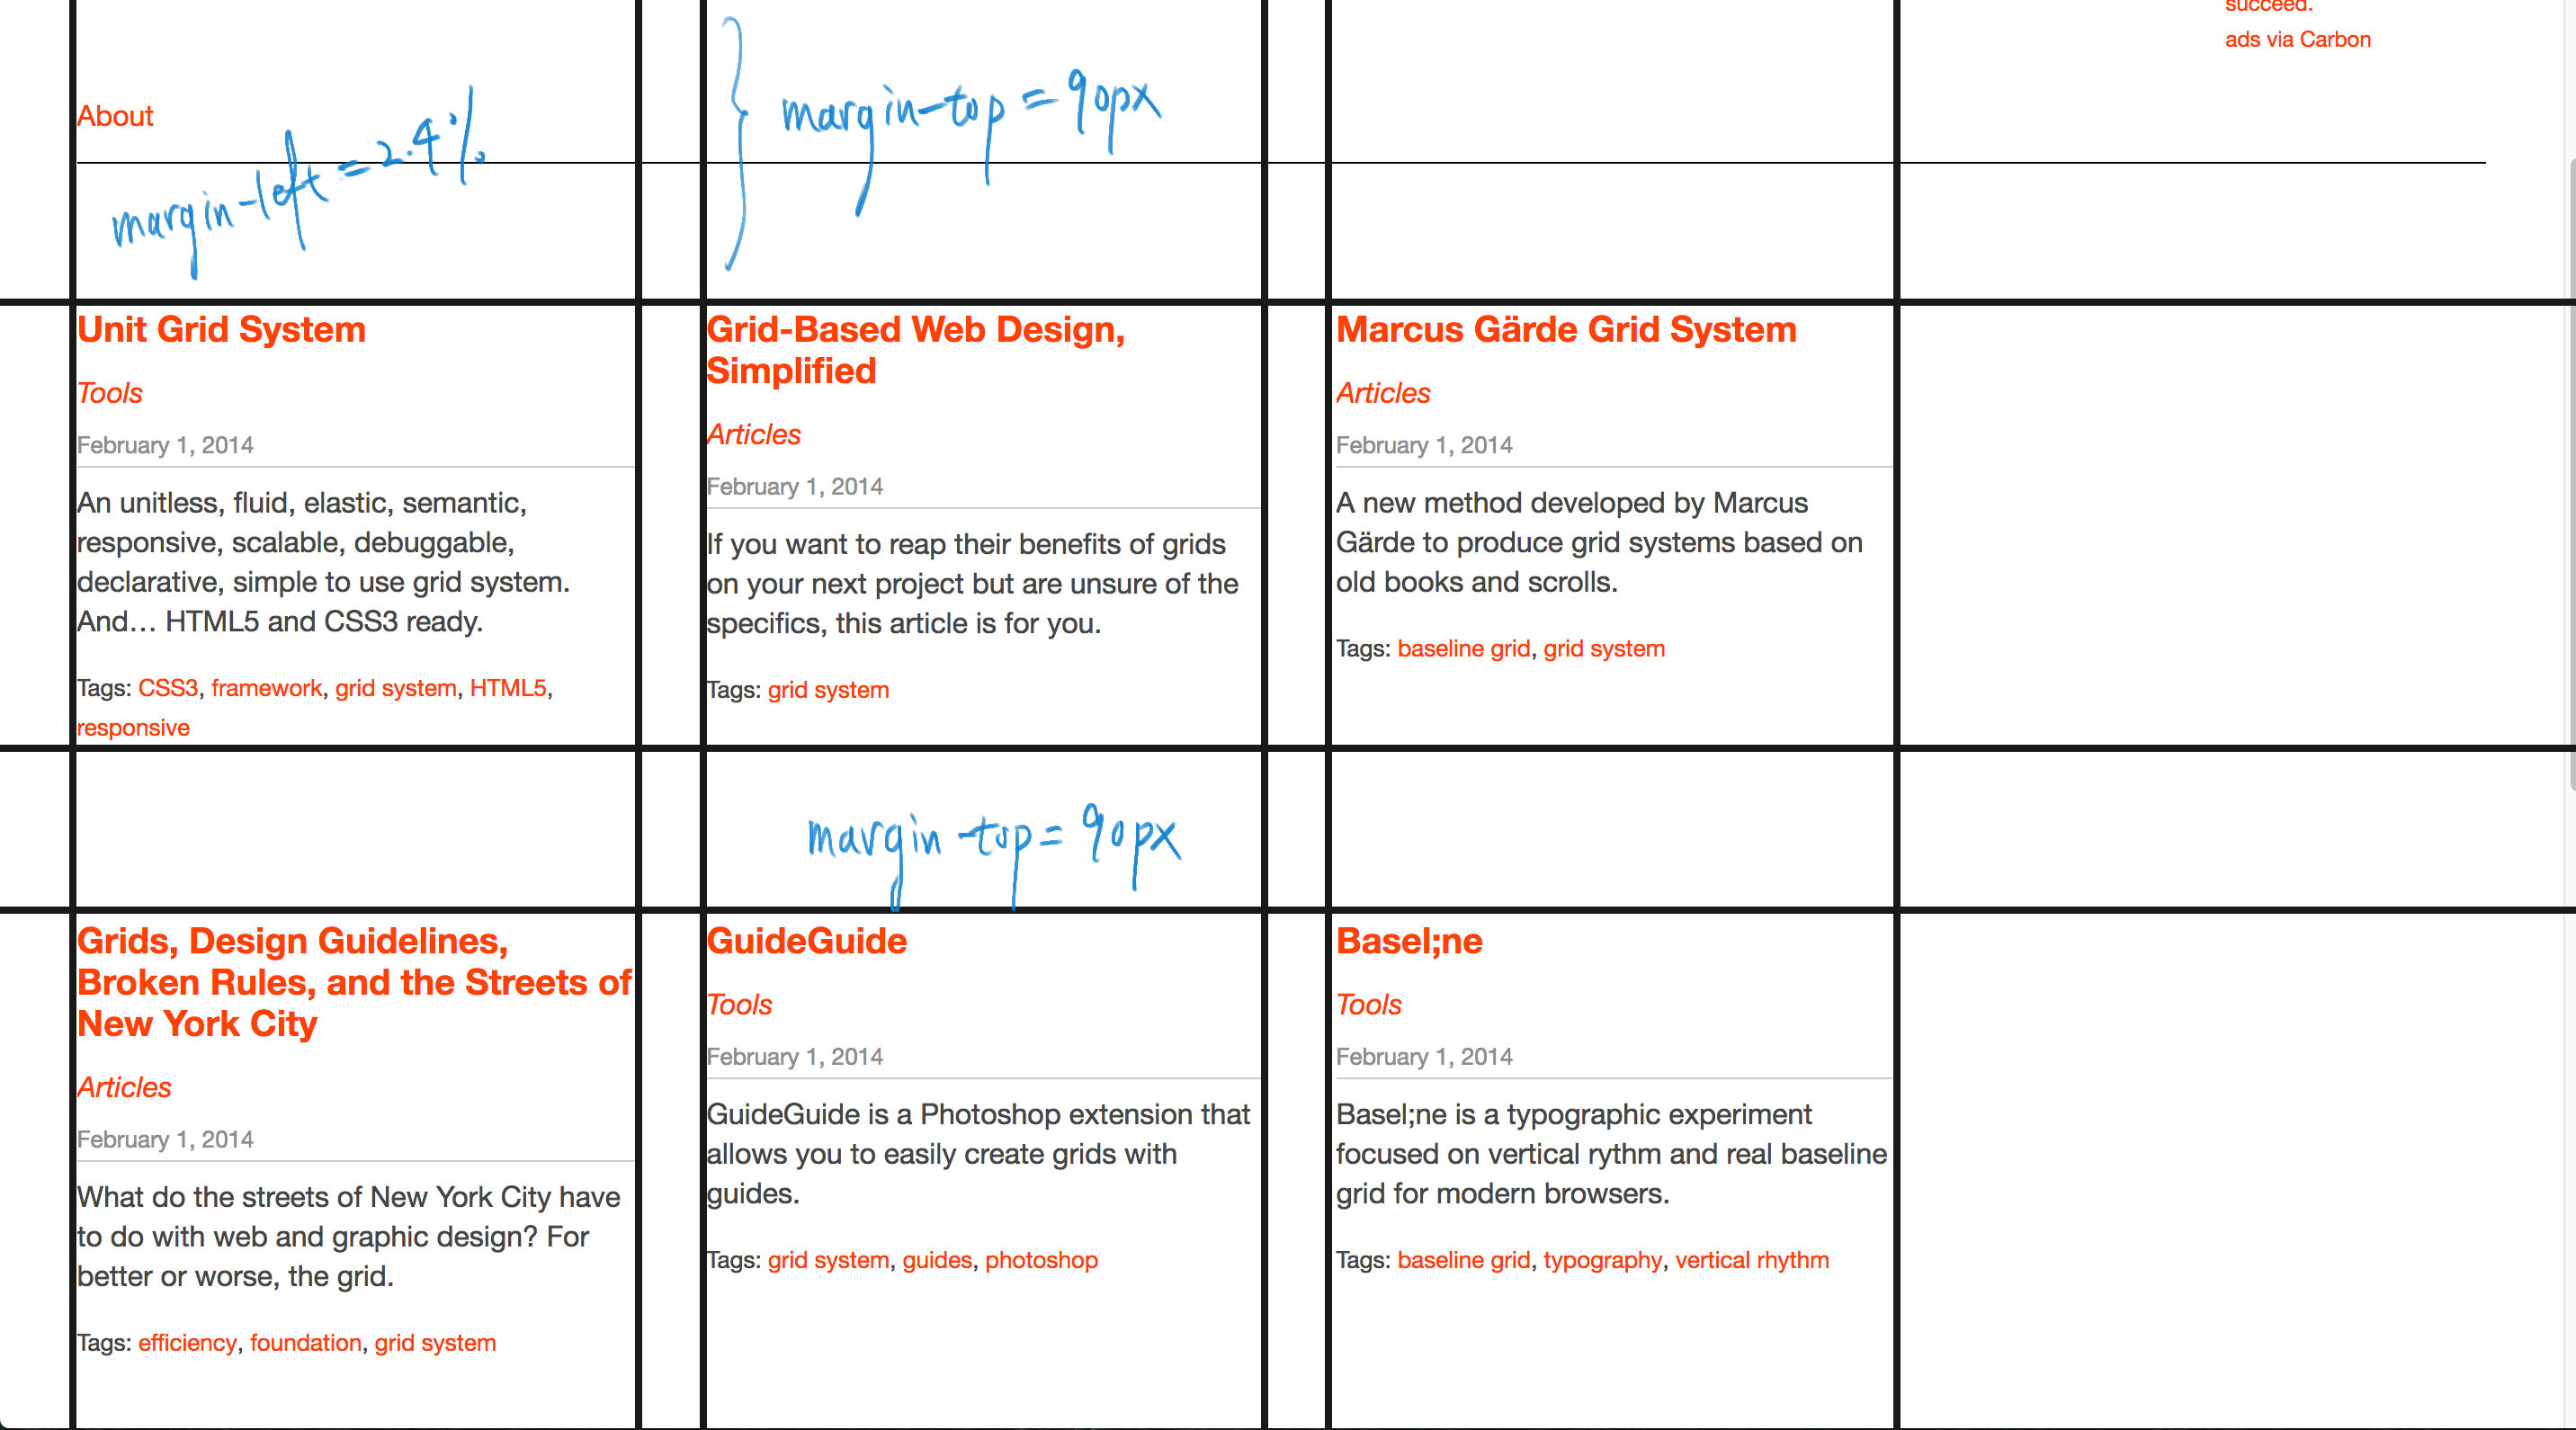 succeed.
ads via Carbon
About
margin-left = 2.4%
margin-top = 90px
Unit Grid System
Tools
February 1, 2014
An unitless, fluid, elastic, semantic,
responsive, scalable, debuggable,
declarative, simple to use grid system.
And… HTML5 and CSS3 ready.
Tags: CSS3, framework, grid system, HTML5,
responsive
Grid-Based Web Design,
Simplified
Articles
February 1, 2014
If you want to reap their benefits of grids
on your next project but are unsure of the
specifics, this article is for you.
Tags: grid system
Marcus Gärde Grid System
Articles
February 1, 2014
A new method developed by Marcus
Gärde to produce grid systems based on
old books and scrolls.
Tags: baseline grid, grid system
margin-top = 90px
Grids, Design Guidelines,
Broken Rules, and the Streets of
New York City
Articles
February 1, 2014
What do the streets of New York City have
to do with web and graphic design? For
better or worse, the grid.
Tags: efficiency, foundation, grid system
GuideGuide
Tools
February 1, 2014
GuideGuide is a Photoshop extension that
allows you to easily create grids with
guides.
Tags: grid system, guides, photoshop
Basel;ne
Tools
February 1, 2014
Basel;ne is a typographic experiment
focused on vertical rythm and real baseline
grid for modern browsers.
Tags: baseline grid, typography, vertical rhythm